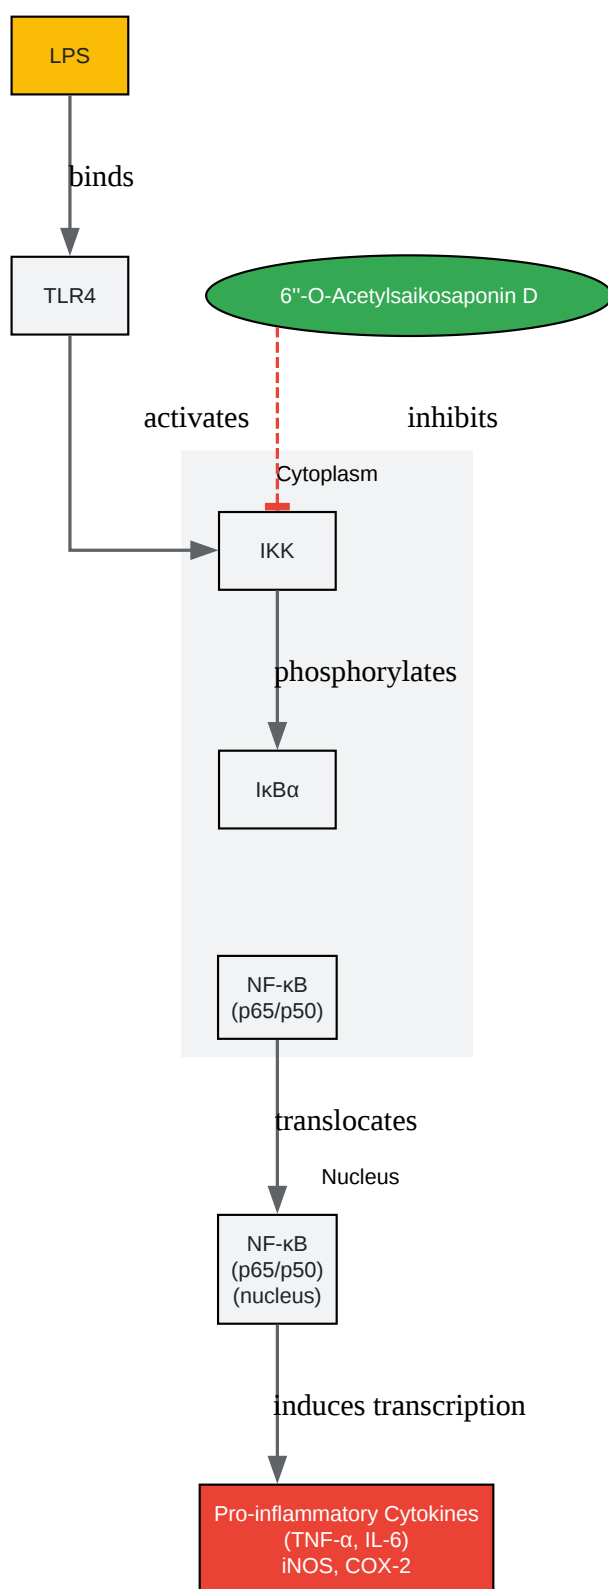 LPS
binds
TLR4
6''-O-Acetylsaikosaponin D
activates
inhibits
Cytoplasm
IKK
phosphorylates
IκBα
NF-κB
(p65/p50)
translocates
Nucleus
NF-κB
(p65/p50)
(nucleus)
induces transcription
Pro-inflammatory Cytokines
(TNF-α, IL-6)
iNOS, COX-2